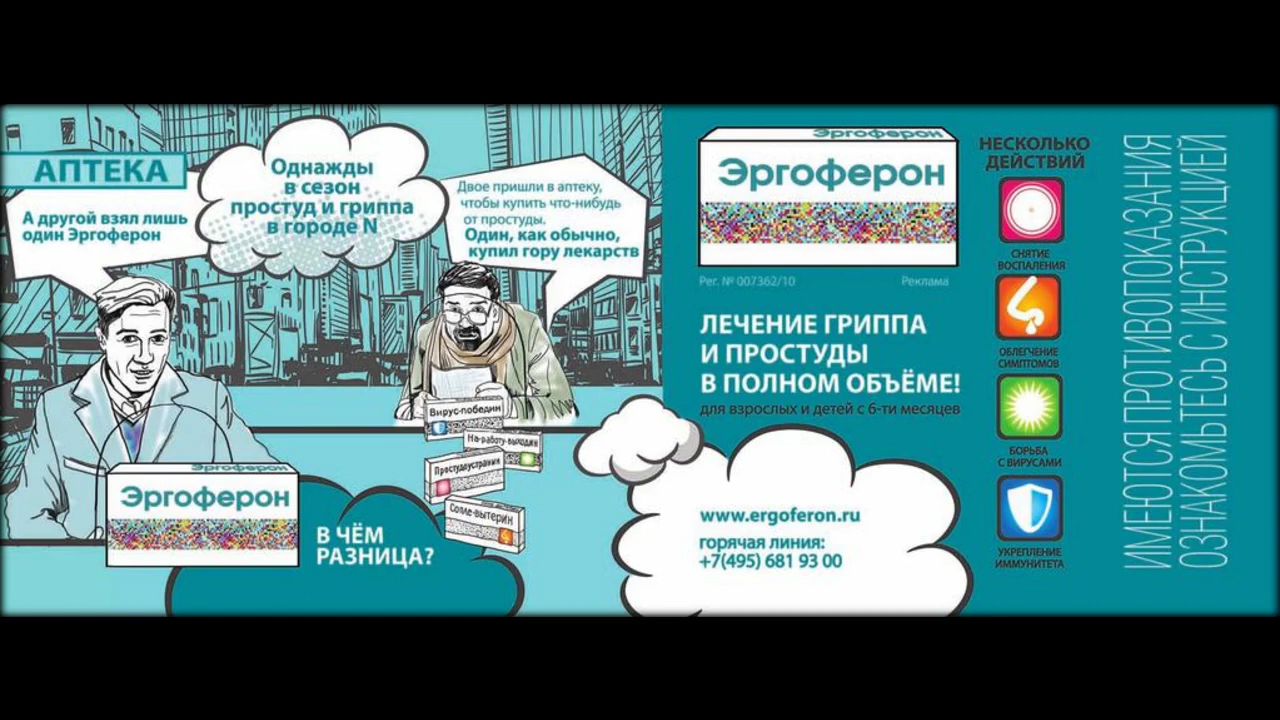 АПТЕКА
Однажды
в сезон
простуд и гриппа
в городе N
Двое пришли в аптеку,
чтобы купить что-нибудь
от простуды.
Один, как обычно,
купил гору лекарств
А другой взял лишь
один Эргоферон
Вирус-победин
На-работу-выходин
Простудоустранин
Сопле-вытерин
Эргоферон
Эргоферон
В ЧЁМ
РАЗНИЦА?
Эргоферон
Эргоферон
Рег. № 007362/10
Реклама
ЛЕЧЕНИЕ ГРИППА
И ПРОСТУДЫ
В ПОЛНОМ ОБЪЁМЕ!
для взрослых и детей с 6-ти месяцев
www.ergoferon.ru
горячая линия:
+7(495) 681 93 00
НЕСКОЛЬКО
ДЕЙСТВИЙ
СНЯТИЕ
ВОСПАЛЕНИЯ
ОБЛЕГЧЕНИЕ
СИМПТОМОВ
БОРЬБА
С ВИРУСАМИ
УКРЕПЛЕНИЕ
ИММУНИТЕТА
ИМЕЮТСЯ ПРОТИВОПОКАЗАНИЯ
ОЗНАКОМЬТЕСЬ С ИНСТРУКЦИЕЙ